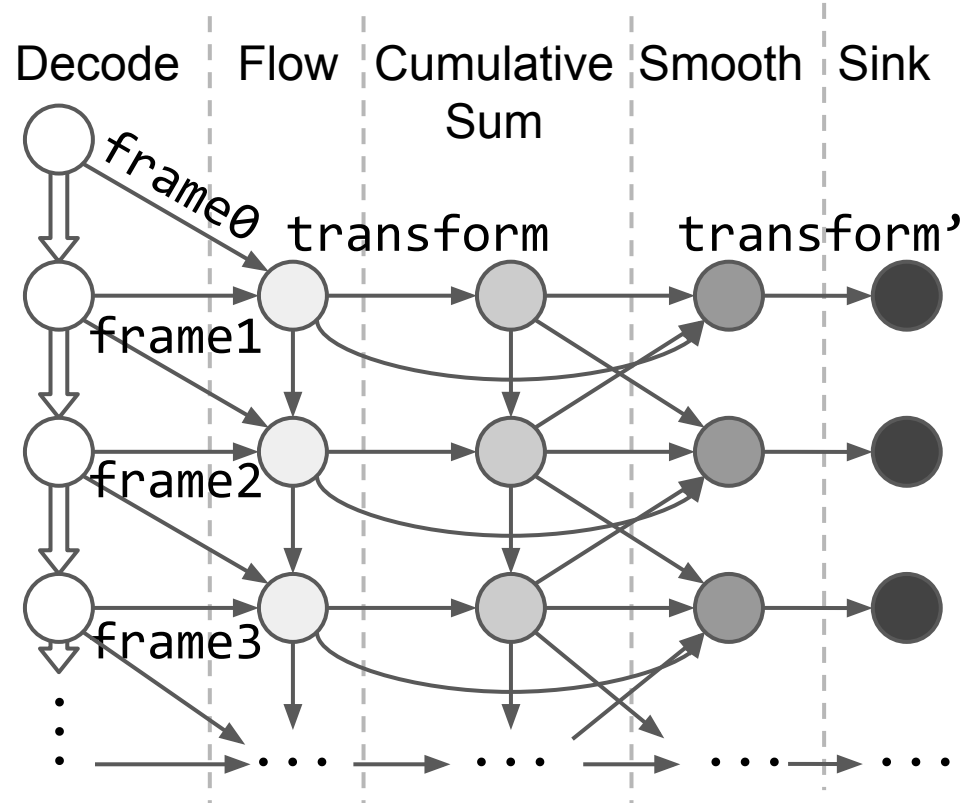 Decode
Flow
Cumulative
Sum
Smooth
Sink
frame0
transform
transform’
frame1
frame2
frame3